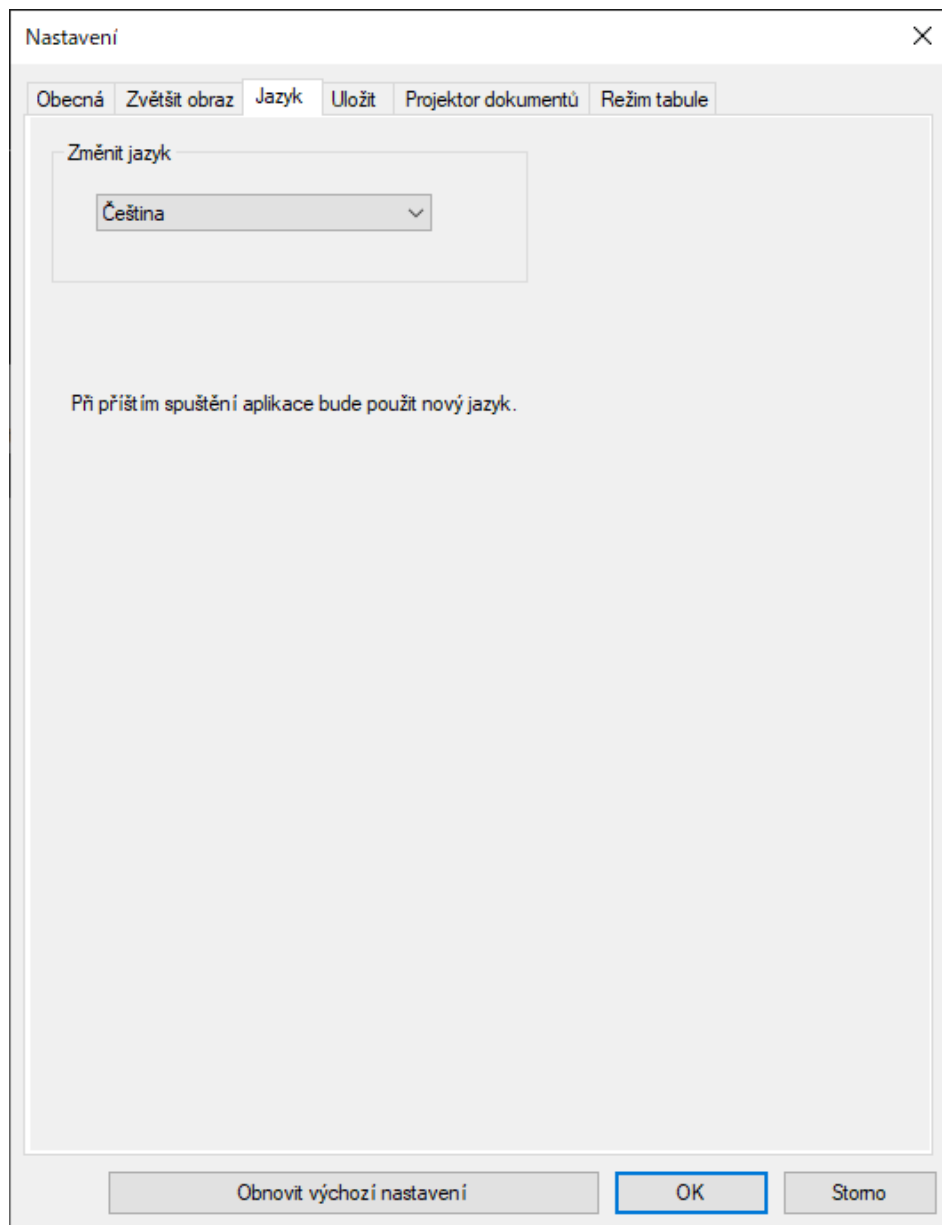 Nastavení
Obecná Zvětšit obraz Jazyk Uložit Projektor dokumentů Režim tabule
Změnit jazyk
Čeština
Při příštím spuštění aplikace bude použit nový jazyk.
Obnovit výchozí nastavení OK Storno